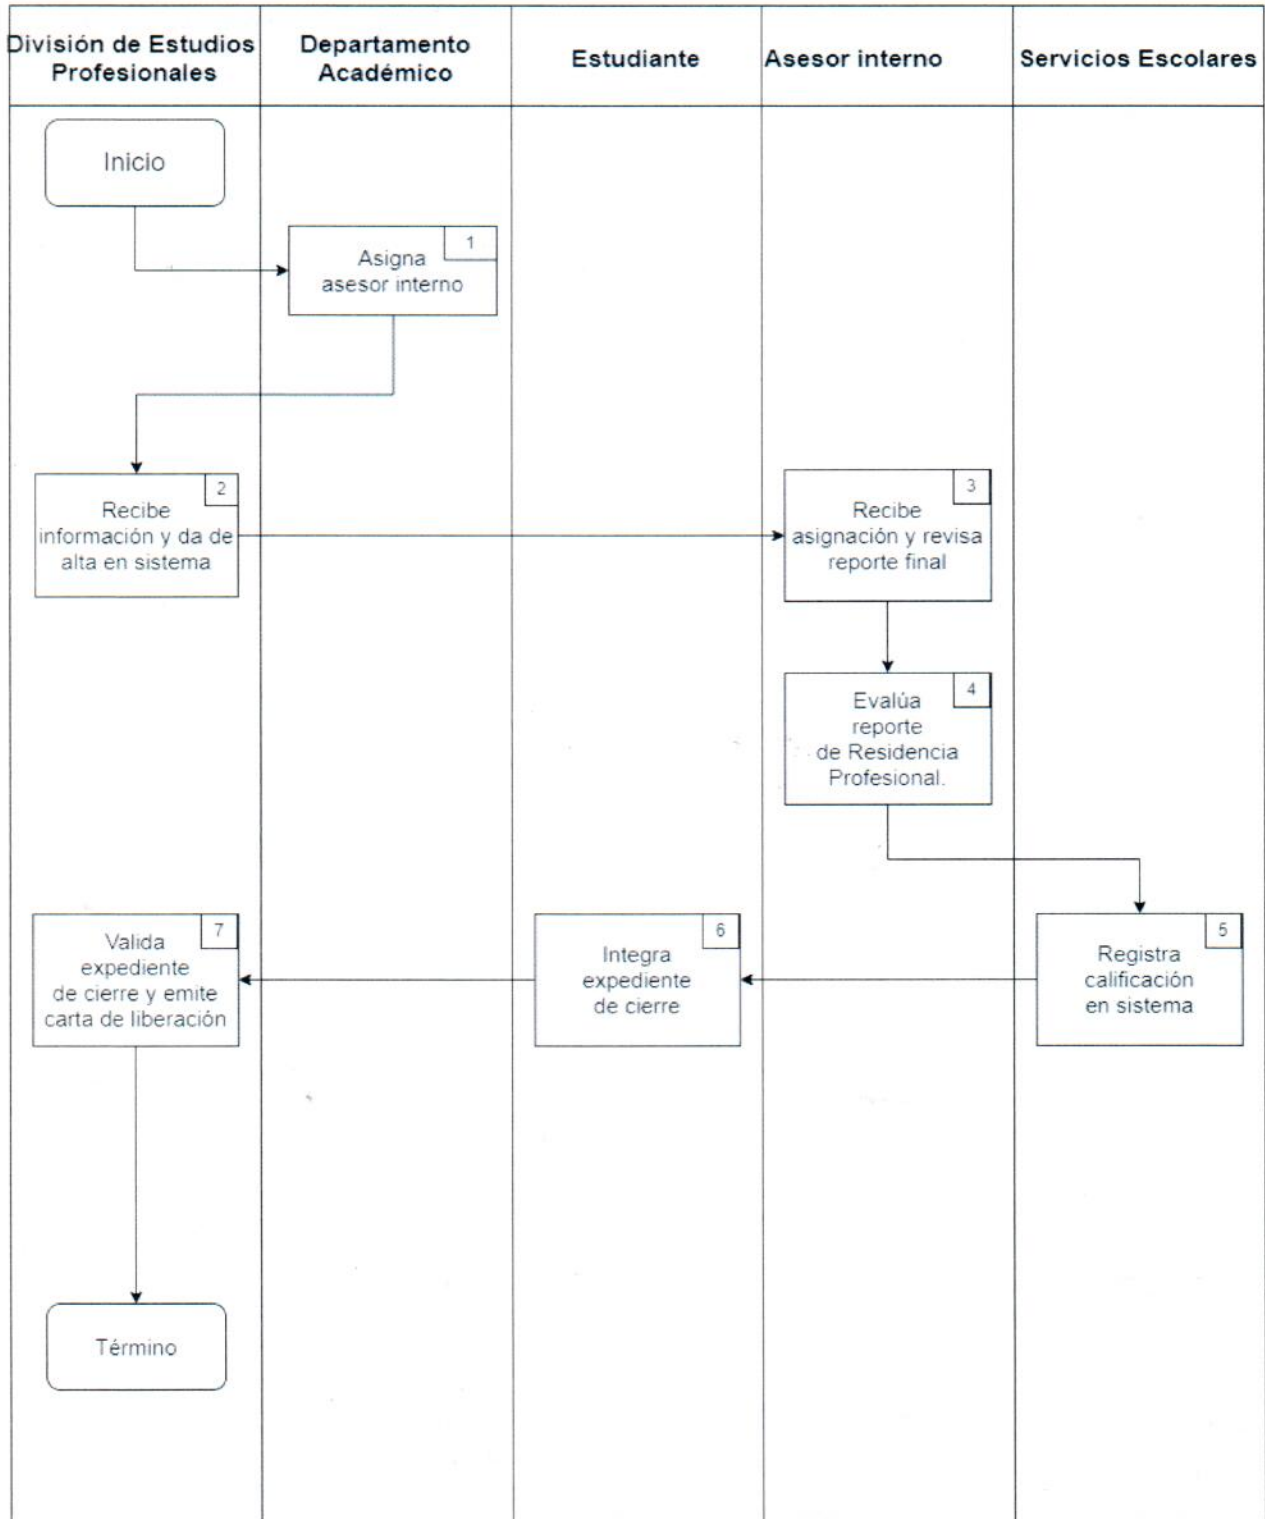 División de Estudios
Profesionales
Departamento
Académico
Estudiante
Asesor interno
Servicios Escolares
Inicio
1
Asigna
asesor interno
2
Recibe
información y da de
alta en sistema
3
Recibe
asignación y revisa
reporte final
4
Evalúa
reporte
de Residencia
Profesional.
7
Valida
expediente
de cierre y emite
carta de liberación
6
Integra
expediente
de cierre
5
Registra
calificación
en sistema
Término